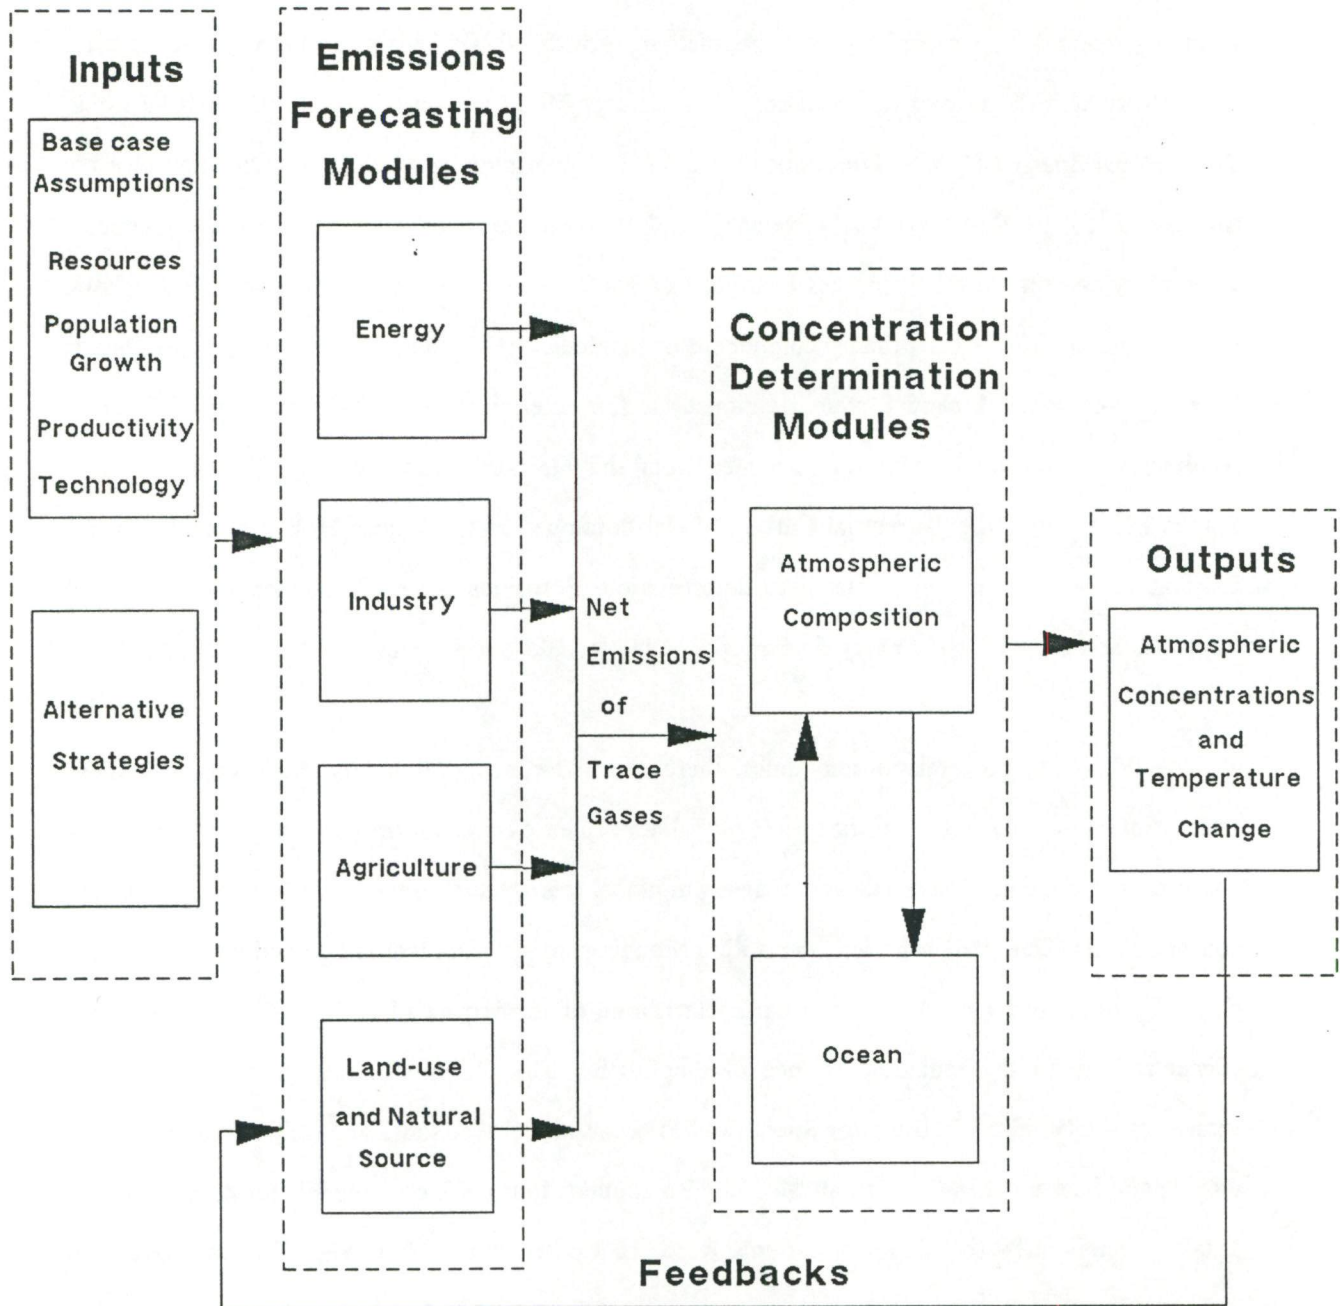 Inputs
Base case
Assumptions
Resources
Population
Growth
Productivity
Technology
Alternative
Strategies
Emissions
Forecasting
Modules
Energy
Industry
Agriculture
Land-use
and Natural
Source
Net
Emissions
of
Trace
Gases
Concentration
Determination
Modules
Atmospheric
Composition
Ocean
Outputs
Atmospheric
Concentrations
and
Temperature
Change
Feedbacks